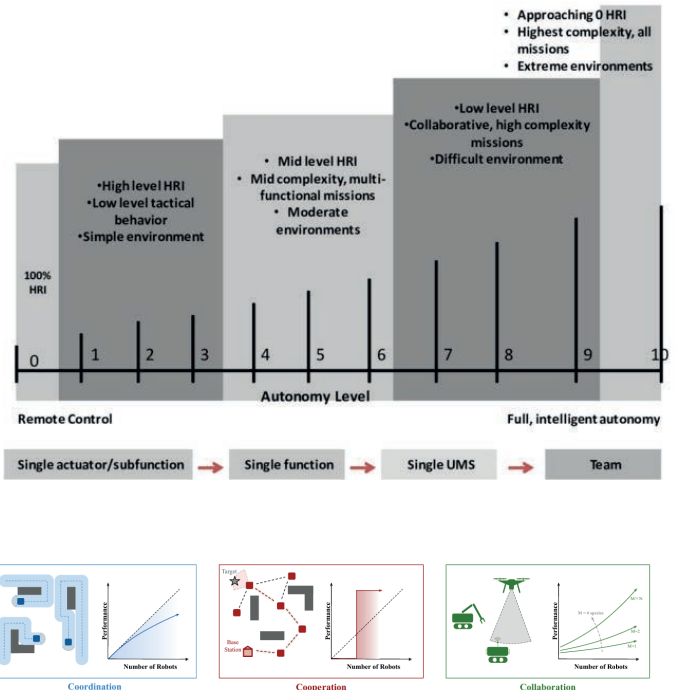 • Approaching 0 HRI
• Highest complexity, all
missions
• Extreme environments
•Low level HRI
•Collaborative, high complexity
missions
•Difficult environment
• Mid level HRI
• Mid complexity, multi-
functional missions
• Moderate
environments
•High level HRI
•Low level tactical
behavior
•Simple environment
100%
HRI
0 1 2 3 4 5 6 7 8 9 10
Autonomy Level
Remote Control
Full, intelligent autonomy
Single actuator/subfunction
Single function
Single UMS
Team
Performance
Number of Robots
Coordination
Target
Base
Station
Performance
Number of Robots
Cooperation
Performance
M=2
M=1
Number of Robots
Collaboration